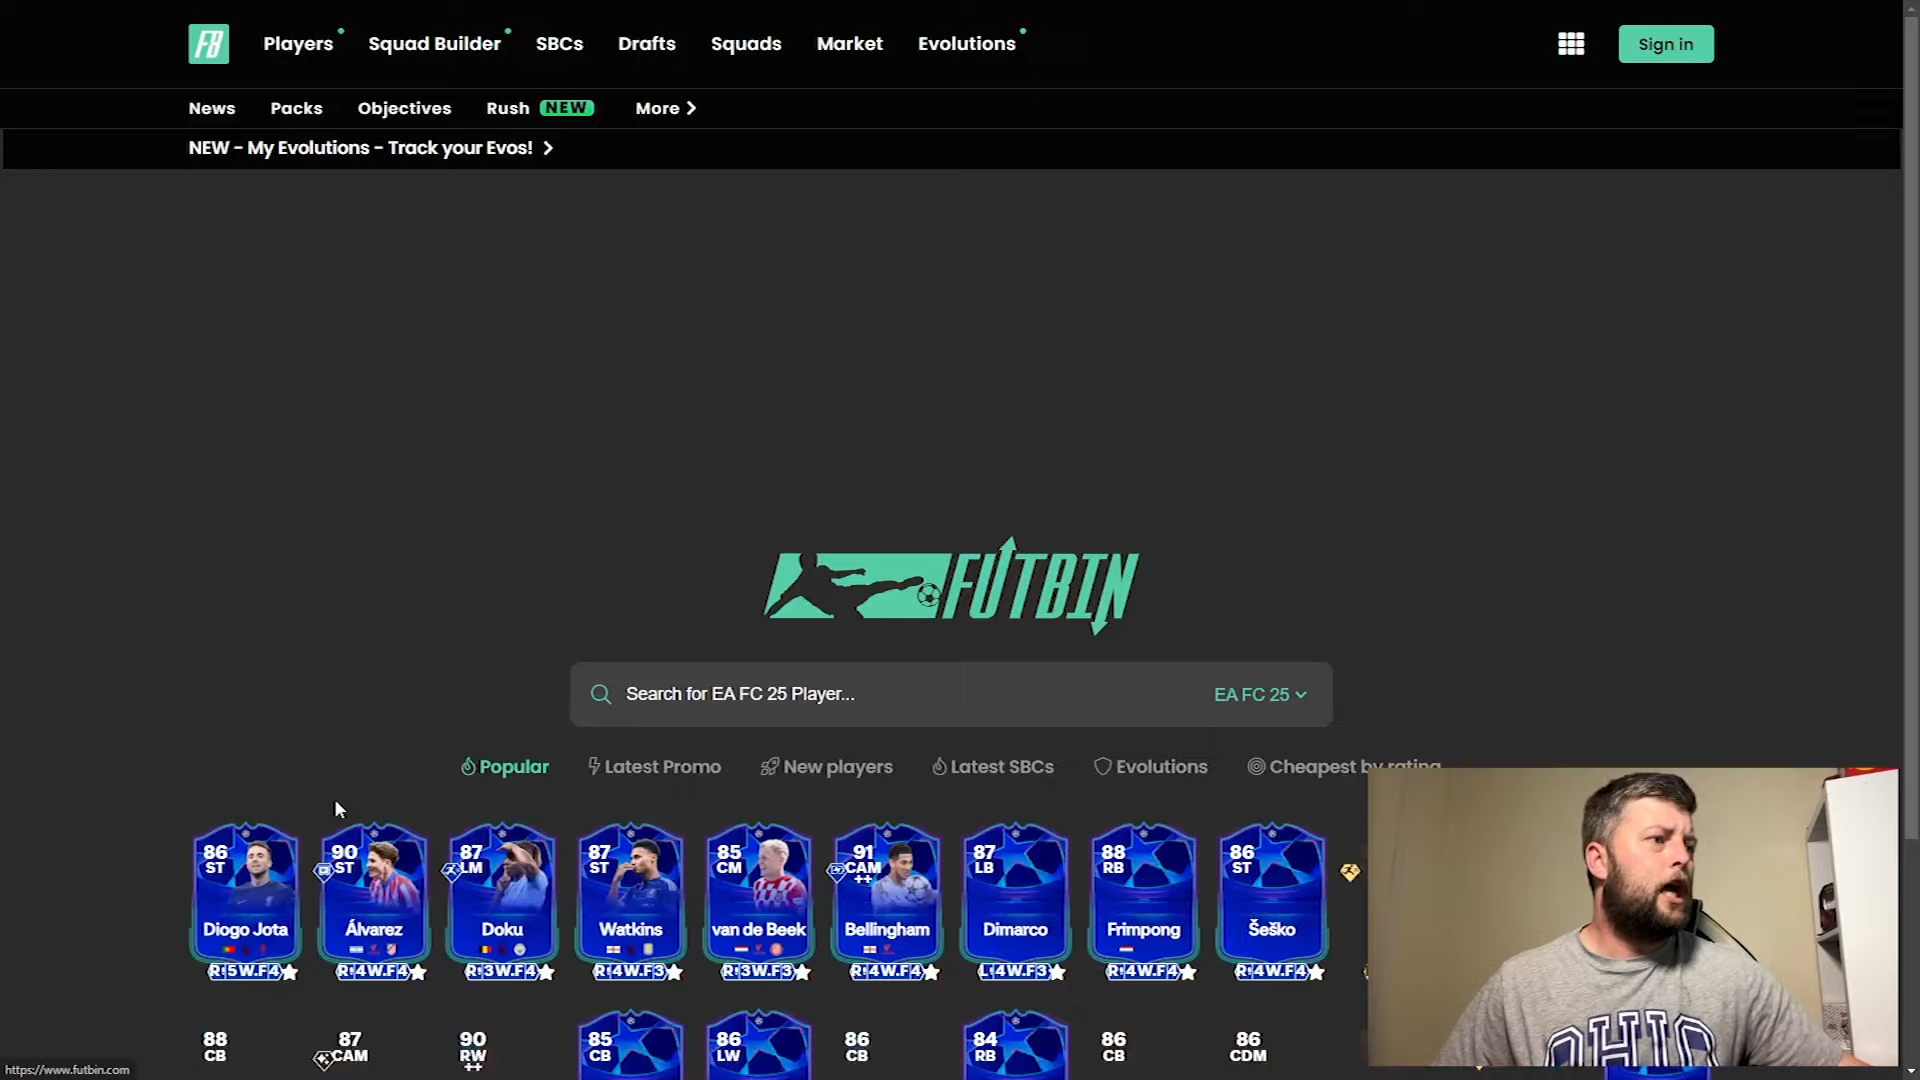 FB Players Squad Builder SBCs Drafts Squads Market Evolutions Sign in
News Packs Objectives Rush NEW More
NEW - My Evolutions - Track your Evos!
FUTBIN
Search for EA FC 25 Player... EA FC 25
Popular Latest Promo New players Latest SBCs Evolutions Cheapest by rating
86 90 87 87 85 91 87 88 86
ST ST LM ST CM CAM LB RB ST
++
Diogo Jota Álvarez Doku Watkins van de Beek Bellingham Dimarco Frimpong Šeško
88 87 90 85 86 86 84 86 86
CB CAM RW CB LW CB RB CB CDM
++
OHIO
https://www.futbin.com